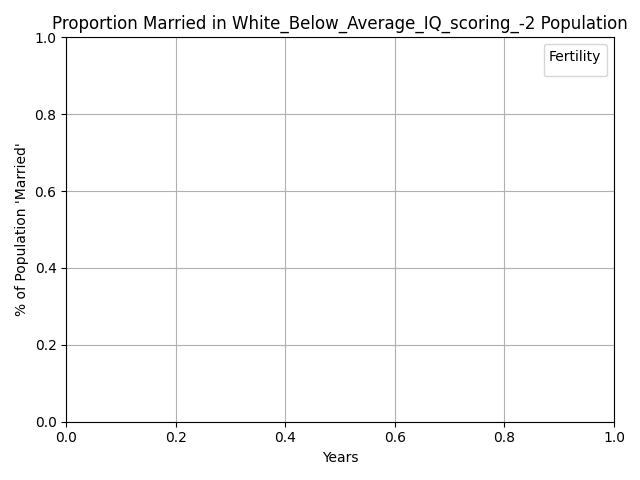 Proportion Married in White_Below_Average_IQ_scoring_-2 Population
Fertility
% of Population 'Married'
1.0
0.8
0.6
0.4
0.2
0.0
0.0 0.2 0.4 0.6 0.8 1.0
Years